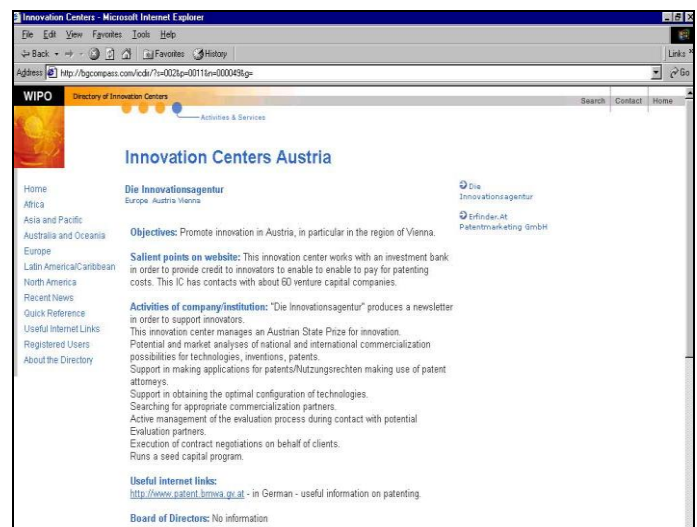 Innovation Centers - Microsoft Internet Explorer
File Edit View Favorites Tools Help
Back Favorites History Links »
Address http://bgcompass.com/icdir/?s=002&p=0011&n=000049&g= Go
WIPO Directory of Innovation Centers
Search Contact Home
Activities & Services
Innovation Centers Austria
Home
Africa
Asia and Pacific
Australia and Oceania
Europe
Latin America/Caribbean
North America
Recent News
Quick Reference
Useful Internet Links
Registered Users
About the Directory
Die Innovationsagentur
Europe Austria Vienna
Objectives: Promote innovation in Austria, in particular in the region of Vienna.
Salient points on website: This innovation center works with an investment bank
in order to provide credit to innovators to enable to enable to pay for patenting
costs. This IC has contacts with about 60 venture capital companies.
Activities of company/institution: "Die Innovationsagentur" produces a newsletter
in order to support innovators.
This innovation center manages an Austrian State Prize for innovation.
Potential and market analyses of national and international commercialization
possibilities for technologies, inventions, patents.
Support in making applications for patents/Nutzungsrechten making use of patent
attorneys.
Support in obtaining the optimal configuration of technologies.
Searching for appropriate commercialization partners.
Active management of the evaluation process during contact with potential
Evaluation partners.
Execution of contract negotiations on behalf of clients.
Runs a seed capital program.
Useful internet links:
http://www.patent.bmwa.gv.at - in German - useful information on patenting.
Board of Directors: No information
Die
Innovationsagentur
Erfinder.At
Patentmarketing GmbH